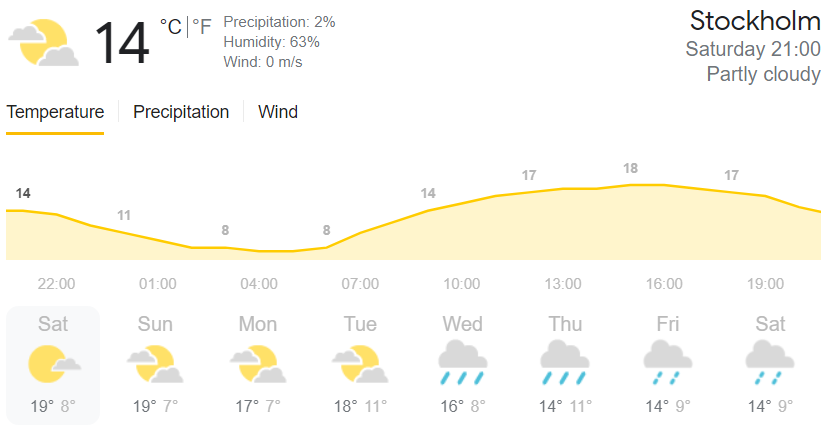 14 °C | °F
Precipitation: 2%
Humidity: 63%
Wind: 0 m/s
Stockholm
Saturday 21:00
Partly cloudy
Temperature | Precipitation | Wind
14 11 8 8 14 17 18 17
22:00 01:00 04:00 07:00 10:00 13:00 16:00 19:00
Sat Sun Mon Tue Wed Thu Fri Sat
19° 8° 19° 7° 17° 7° 18° 11° 16° 8° 14° 11° 14° 9° 14° 9°